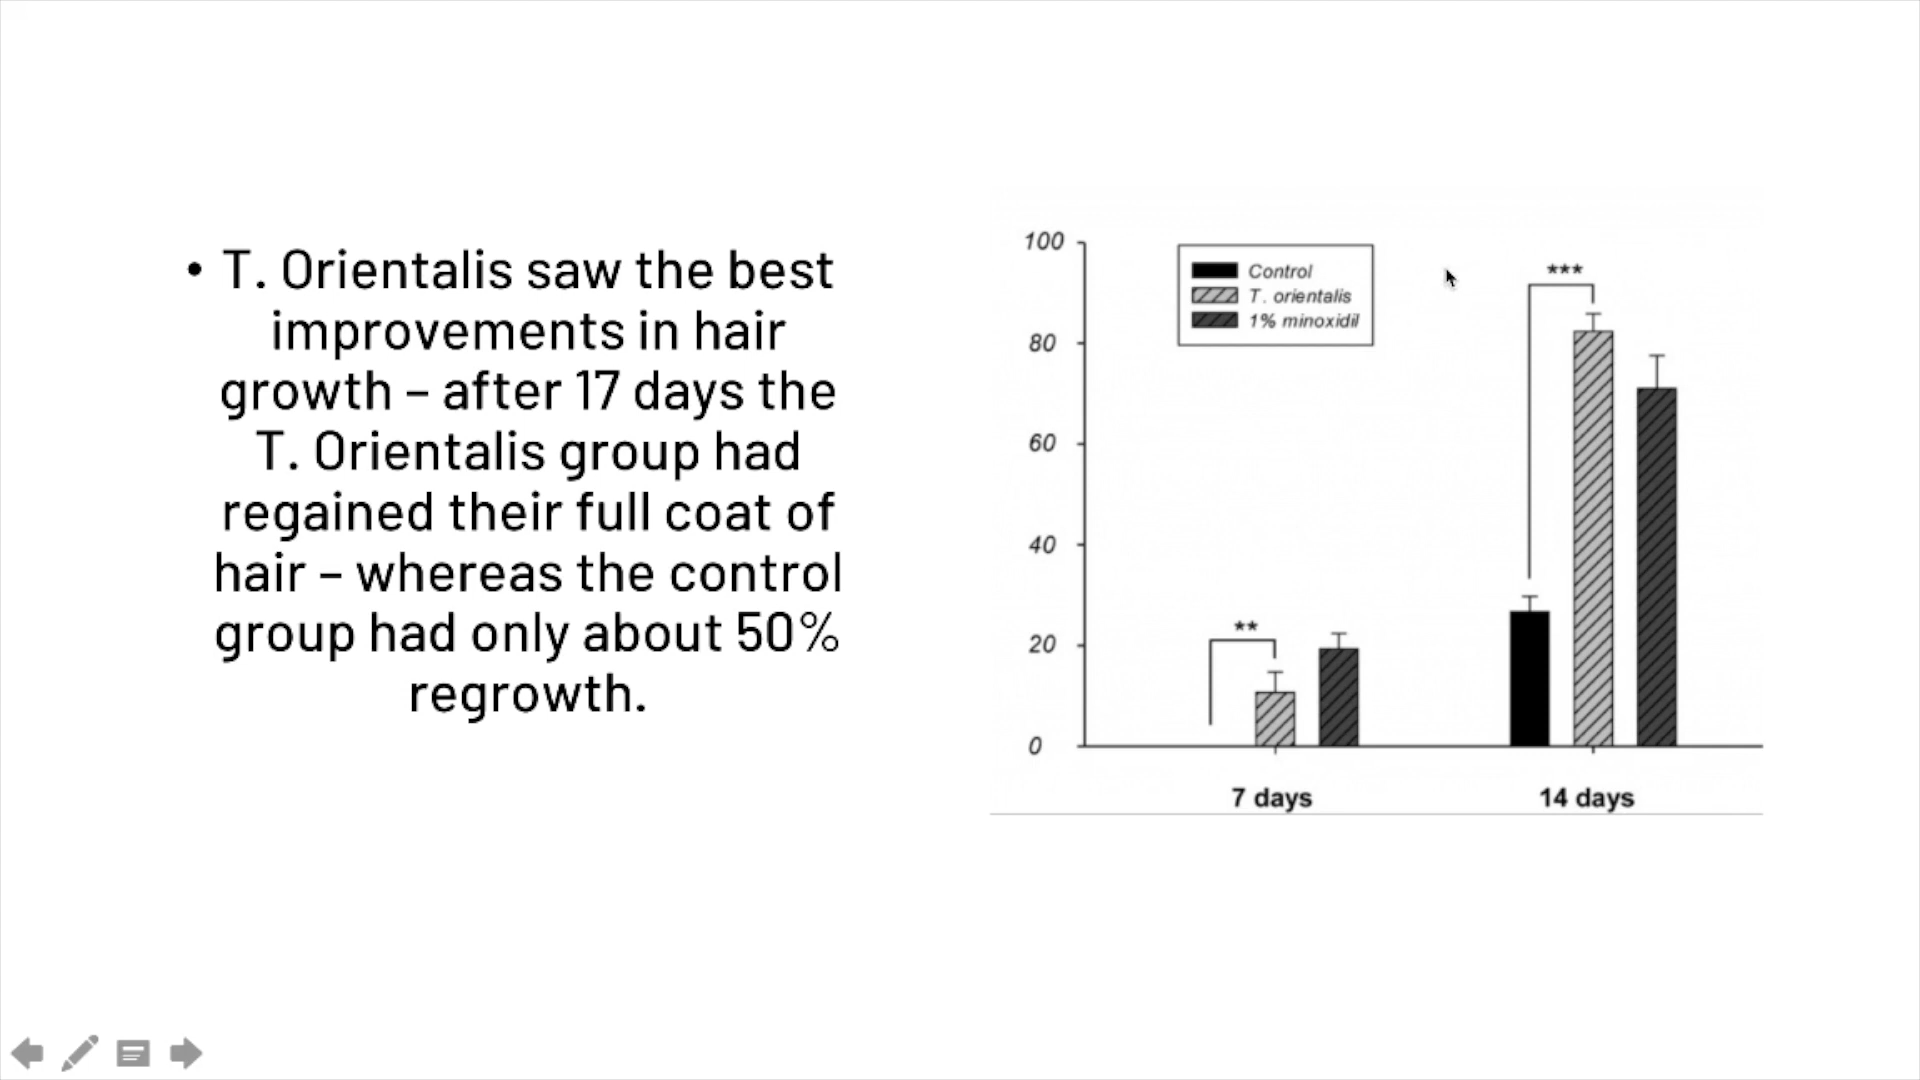 • T. Orientalis saw the best
improvements in hair
growth – after 17 days the
T. Orientalis group had
regained their full coat of
hair – whereas the control
group had only about 50%
regrowth.
100
80
60
40
20
0
Control
T. orientalis
1% minoxidil
**
***
7 days
14 days